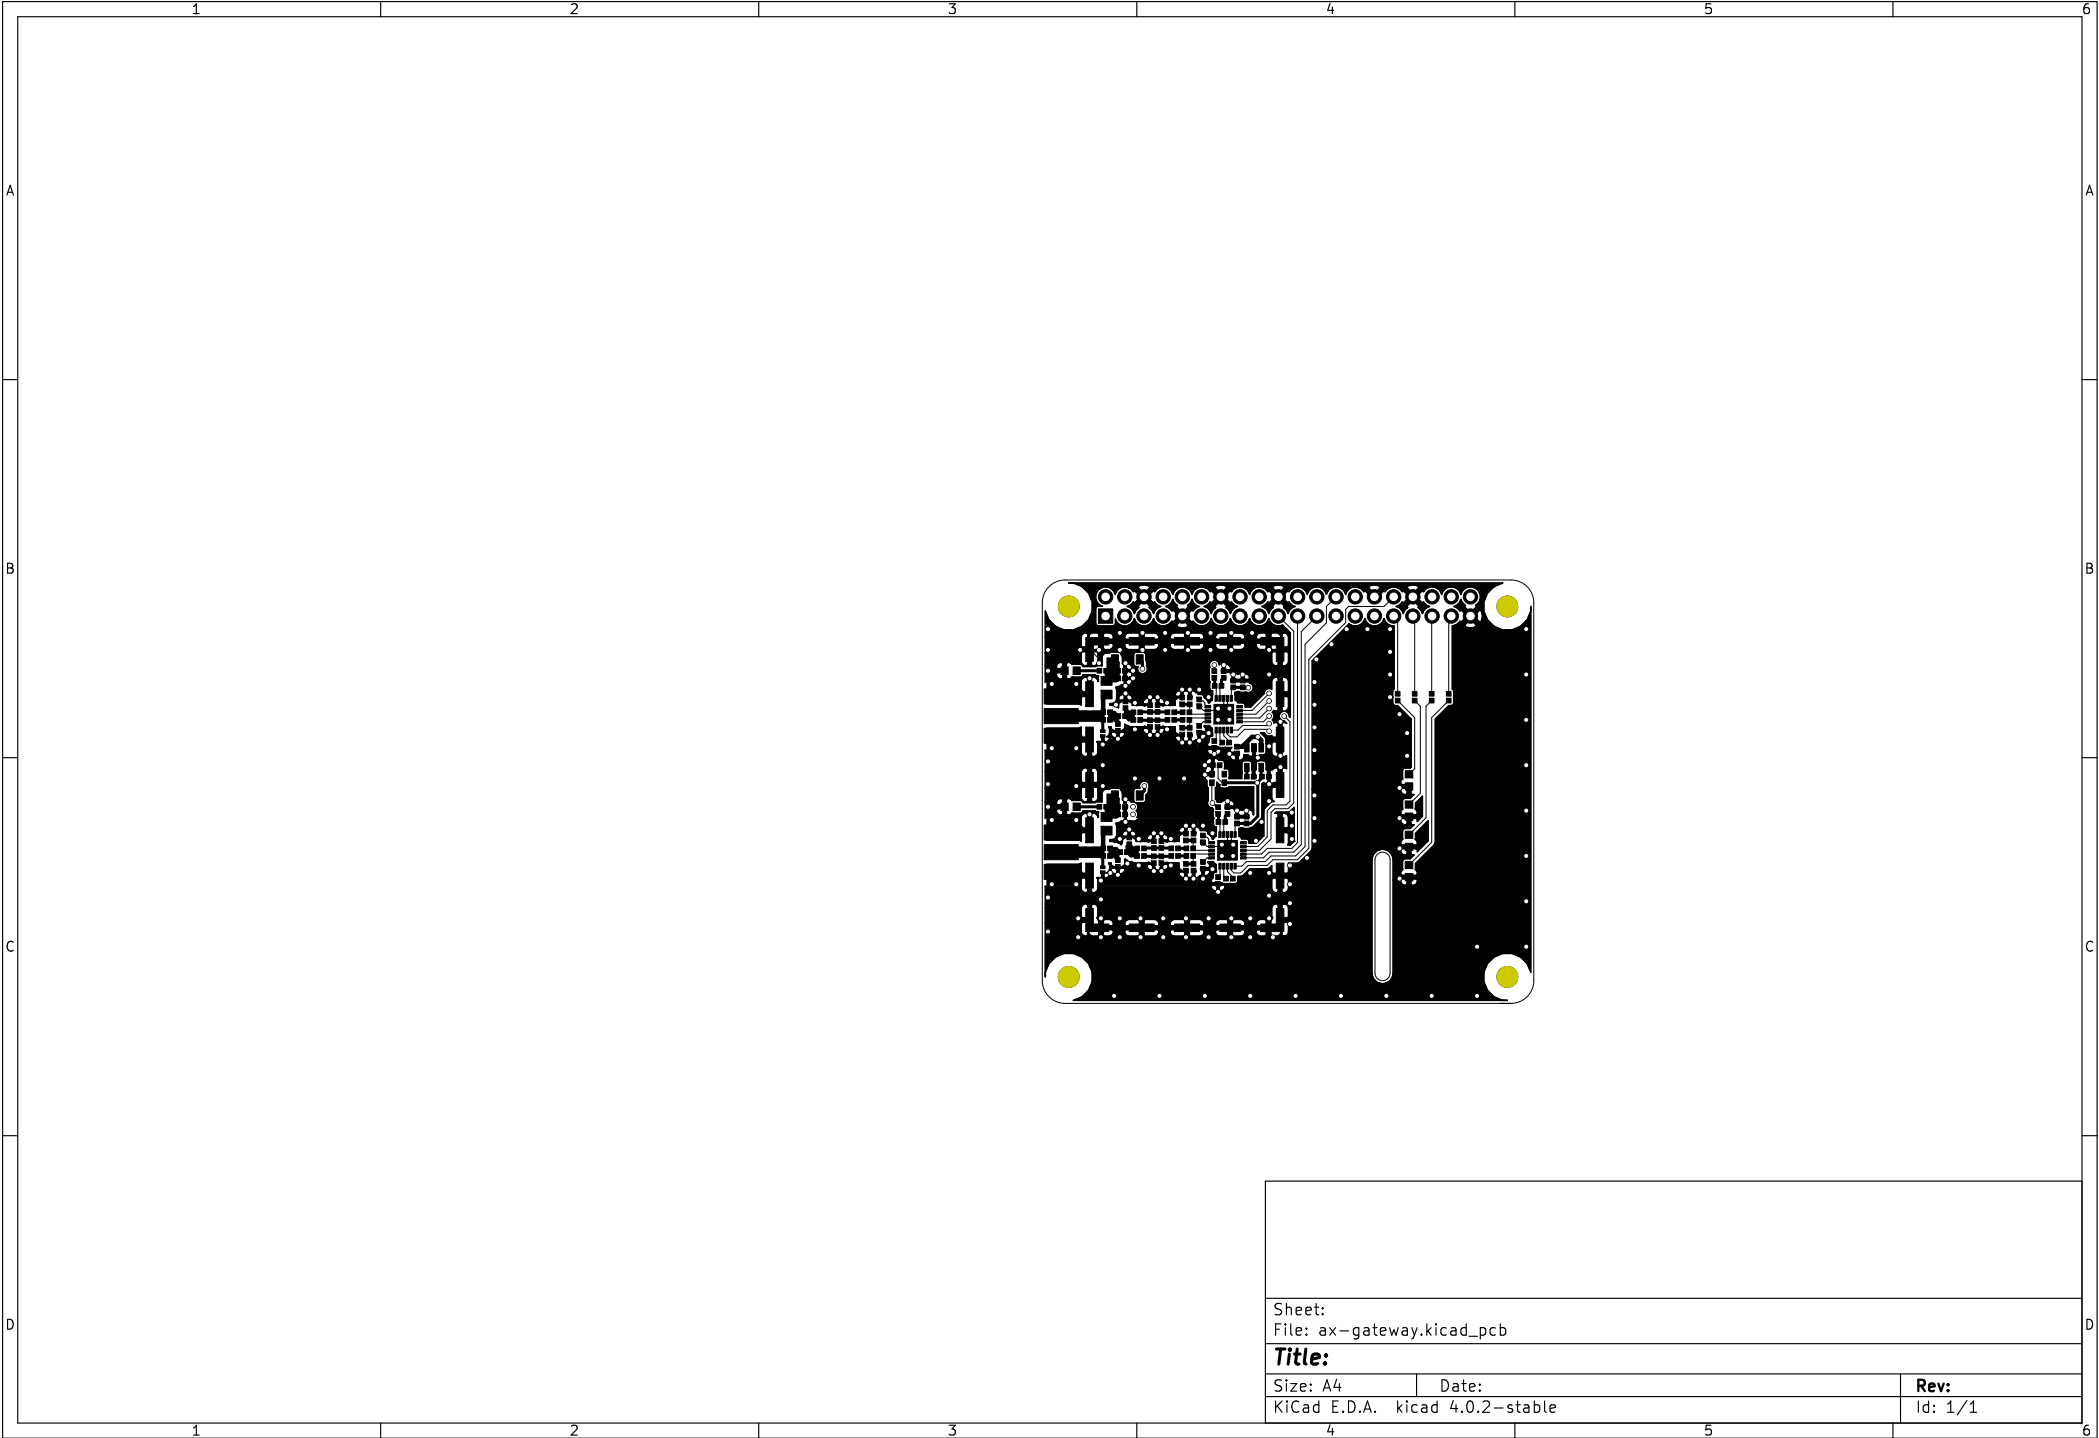 1 2 3 4 5 6
A A
B B
C C
D D
Sheet:
File: ax-gateway.kicad_pcb
Title:
Size: A4 Date: Rev:
KiCad E.D.A. kicad 4.0.2-stable Id: 1/1
1 2 3 4 5 6